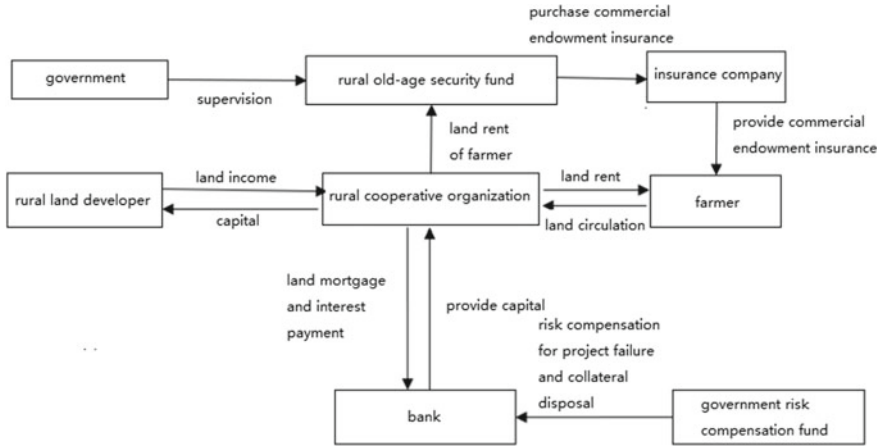 purchase commercial
endowment insurance
government
supervision
rural old-age security fund
insurance company
land rent
of farmer
provide commercial
endowment insurance
rural land developer
land income
capital
rural cooperative organization
land rent
land circulation
farmer
land mortgage
and interest
payment
provide capital
risk compensation
for project failure
and collateral
disposal
bank
government risk
compensation fund